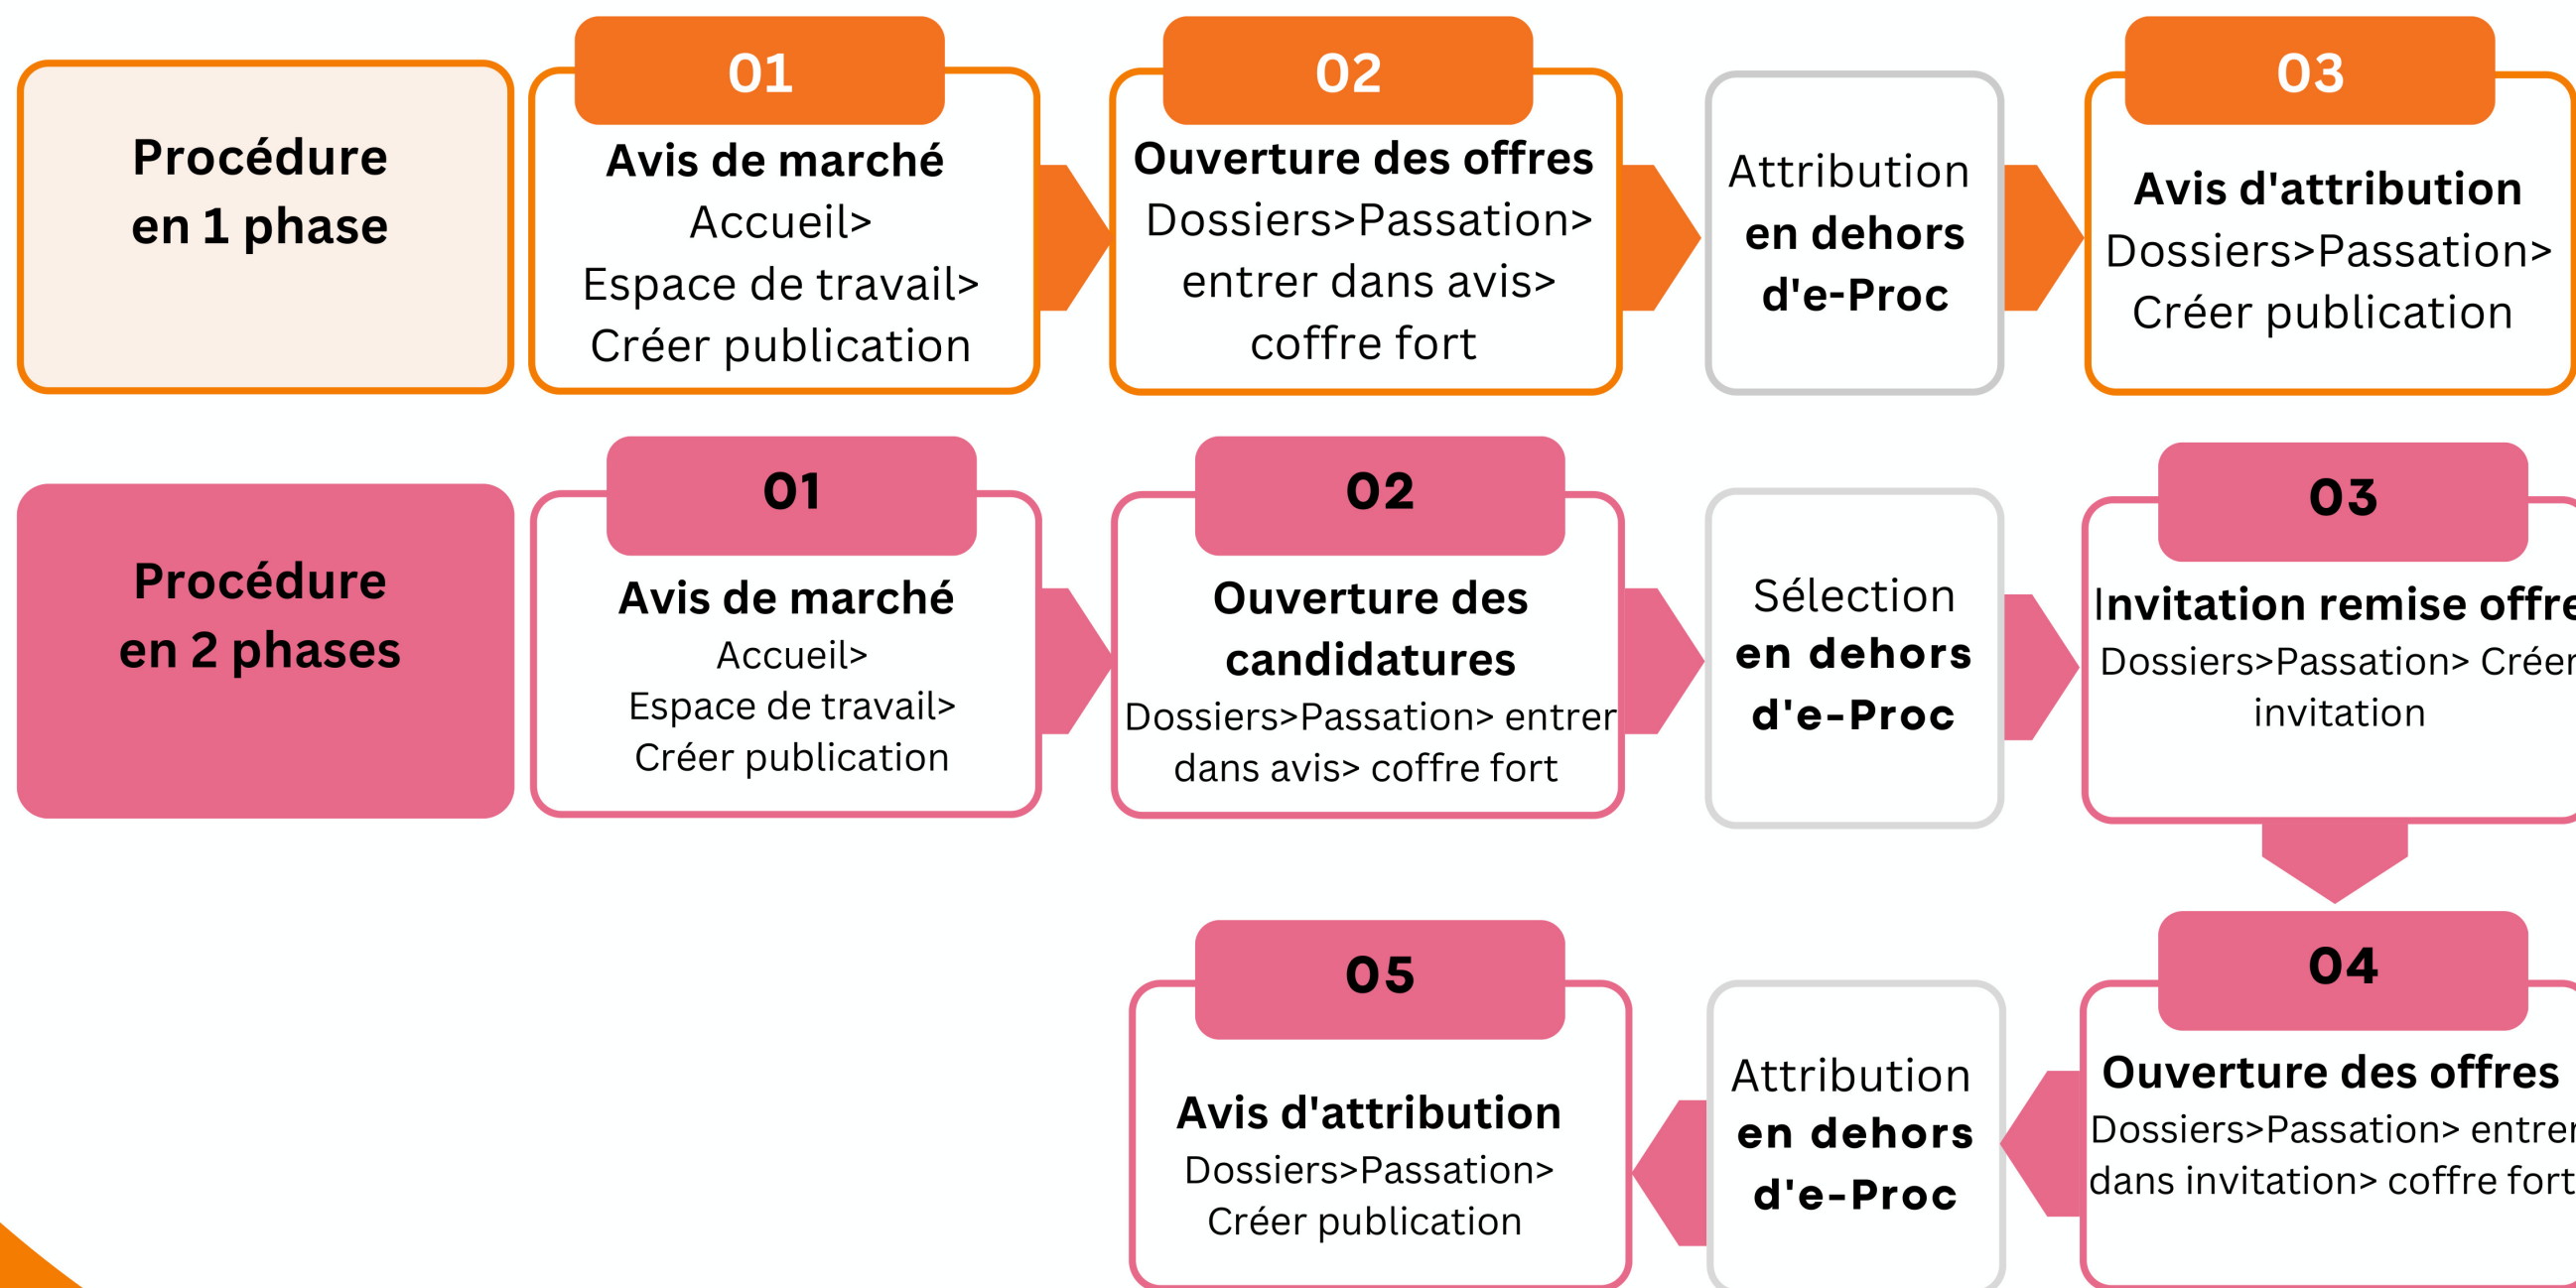 Procédure
en 1 phase
01
Avis de marché
Accueil>
Espace de travail>
Créer publication
02
Ouverture des offres
Dossiers>Passation>
entrer dans avis>
coffre fort
Attribution
en dehors
d'e-Proc
03
Avis d'attribution
Dossiers>Passation>
Créer publication
Procédure
en 2 phases
01
Avis de marché
Accueil>
Espace de travail>
Créer publication
02
Ouverture des
candidatures
Dossiers>Passation> entrer
dans avis> coffre fort
Sélection
en dehors
d'e-Proc
03
Invitation remise offre
Dossiers>Passation> Créer
invitation
04
Ouverture des offres
Dossiers>Passation> entrer
dans invitation> coffre fort
Attribution
en dehors
d'e-Proc
05
Avis d'attribution
Dossiers>Passation>
Créer publication